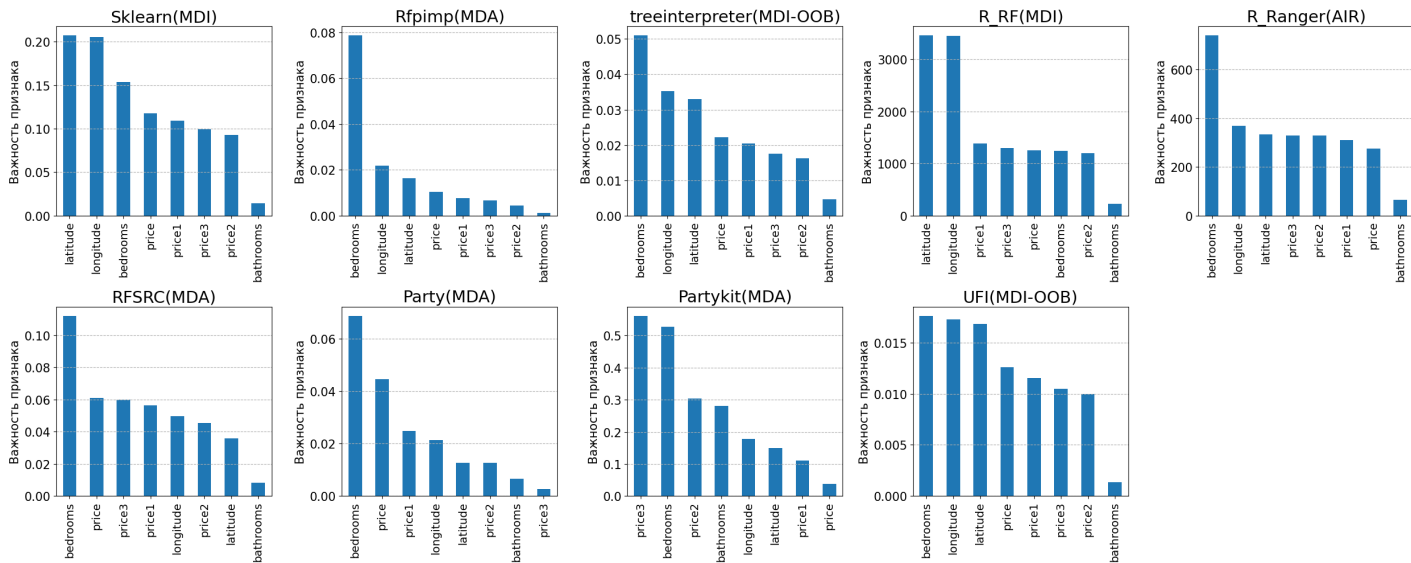 Sklearn(MDI)
Важность признака
0.20
0.15
0.10
0.05
0.00
latitude
longitude
bedrooms
price
price1
price3
price2
bathrooms
Rfpimp(MDA)
Важность признака
0.08
0.06
0.04
0.02
0.00
bedrooms
longitude
latitude
price
price1
price3
price2
bathrooms
treeinterpreter(MDI-OOB)
Важность признака
0.05
0.04
0.03
0.02
0.01
0.00
bedrooms
longitude
latitude
price
price1
price3
price2
bathrooms
R_RF(MDI)
Важность признака
3000
2000
1000
0
latitude
longitude
price1
price3
price
bedrooms
price2
bathrooms
R_Ranger(AIR)
Важность признака
600
400
200
0
bedrooms
longitude
latitude
price3
price2
price1
price
bathrooms
RFSRC(MDA)
Важность признака
0.10
0.08
0.06
0.04
0.02
0.00
bedrooms
price
price3
price1
longitude
price2
latitude
bathrooms
Party(MDA)
Важность признака
0.06
0.04
0.02
0.00
bedrooms
price
price1
longitude
latitude
price2
bathrooms
price3
Partykit(MDA)
Важность признака
0.5
0.4
0.3
0.2
0.1
0.0
price3
bedrooms
price2
bathrooms
longitude
latitude
price1
price
UFI(MDI-OOB)
Важность признака
0.015
0.010
0.005
0.000
bedrooms
longitude
latitude
price
price1
price3
price2
bathrooms